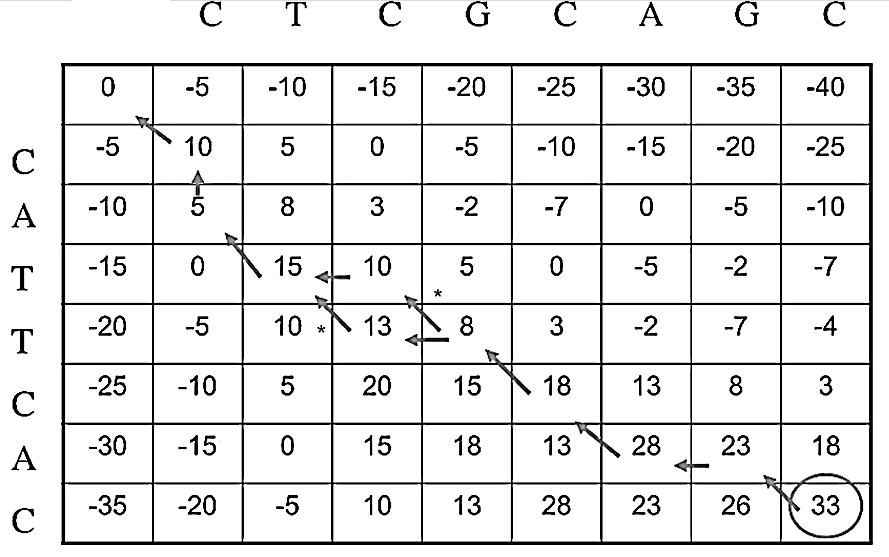 C T C G C A G C
0 -5 -10 -15 -20 -25 -30 -35 -40
C -5 10 5 0 -5 -10 -15 -20 -25
A -10 5 8 3 -2 -7 0 -5 -10
T -15 0 15 10 5 0 -5 -2 -7
*
T -20 -5 10 * 13 8 3 -2 -7 -4
C -25 -10 5 20 15 18 13 8 3
A -30 -15 0 15 18 13 28 23 18
C -35 -20 -5 10 13 28 23 26 33